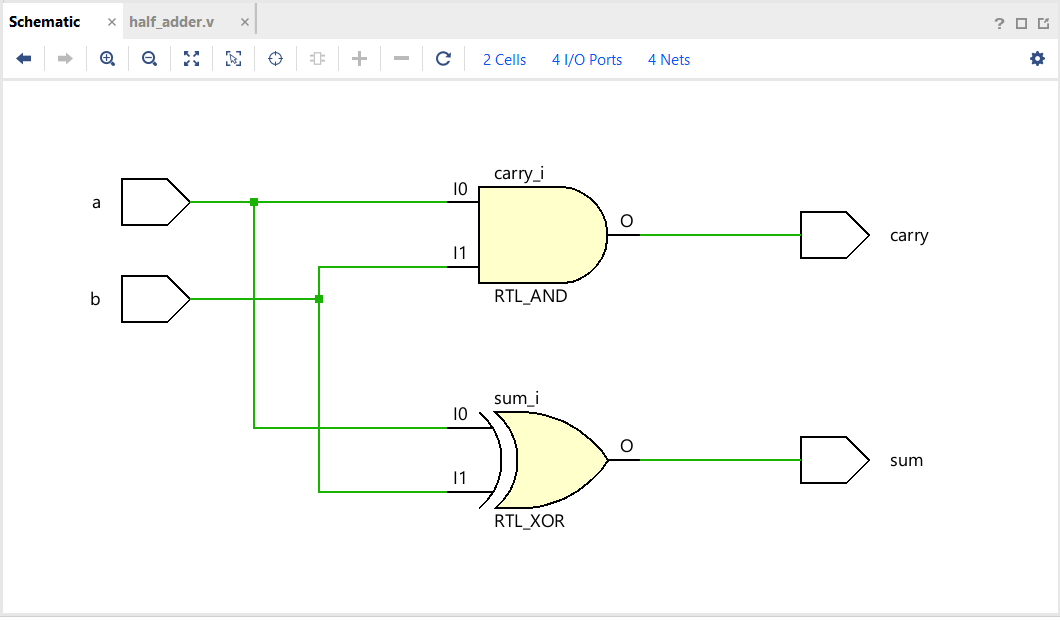 Schematic × half_adder.v ×
?
2 Cells 4 I/O Ports 4 Nets
carry_i
a
I0
O
carry
I1
RTL_AND
b
sum_i
I0
O
sum
I1
RTL_XOR